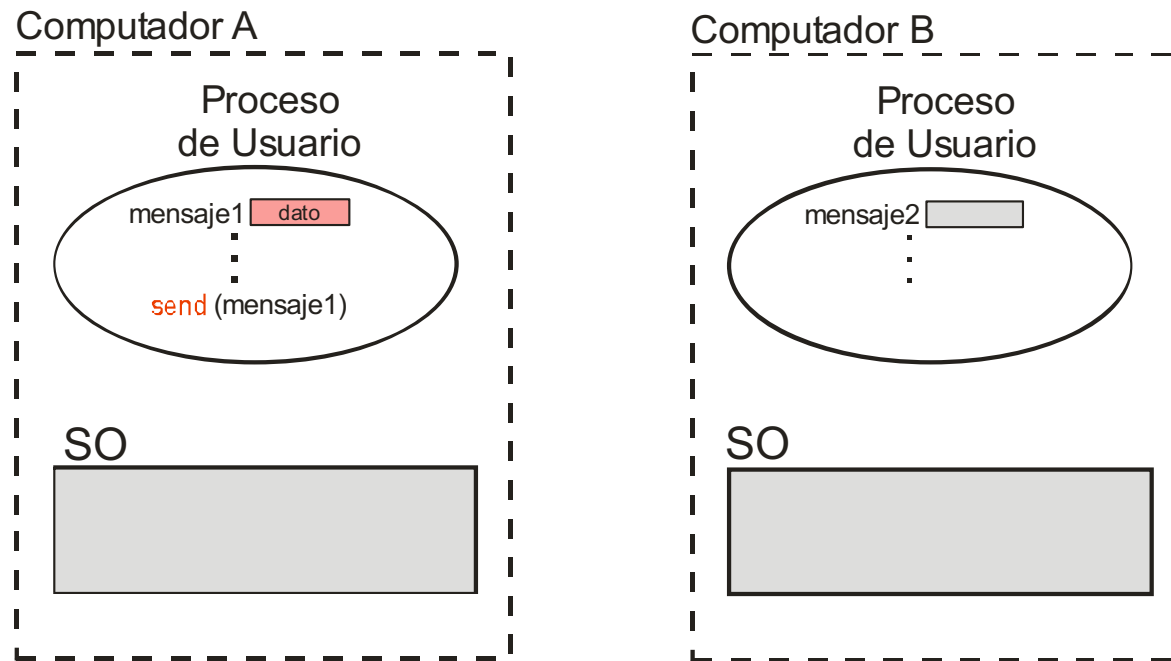 Computador A
Proceso
de Usuario
mensaje1 dato
send (mensaje1)
SO
Computador B
Proceso
de Usuario
mensaje2
SO